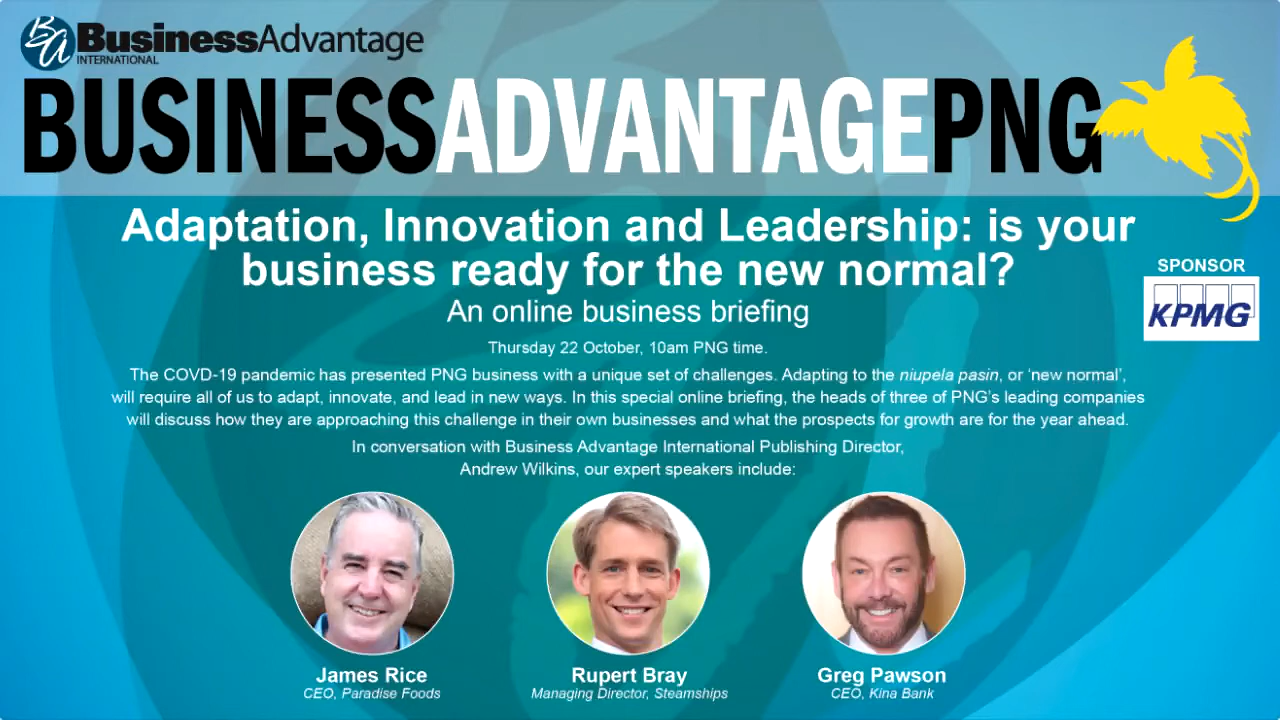 BA BusinessAdvantage
INTERNATIONAL
BUSINESSADVANTAGEPNG
Adaptation, Innovation and Leadership: is your
business ready for the new normal?
An online business briefing
SPONSOR
KPMG
Thursday 22 October, 10am PNG time.
The COVD-19 pandemic has presented PNG business with a unique set of challenges. Adapting to the niupela pasin, or ‘new normal’,
will require all of us to adapt, innovate, and lead in new ways. In this special online briefing, the heads of three of PNG’s leading companies
will discuss how they are approaching this challenge in their own businesses and what the prospects for growth are for the year ahead.
In conversation with Business Advantage International Publishing Director,
Andrew Wilkins, our expert speakers include:
James Rice
CEO, Paradise Foods
Rupert Bray
Managing Director, Steamships
Greg Pawson
CEO, Kina Bank